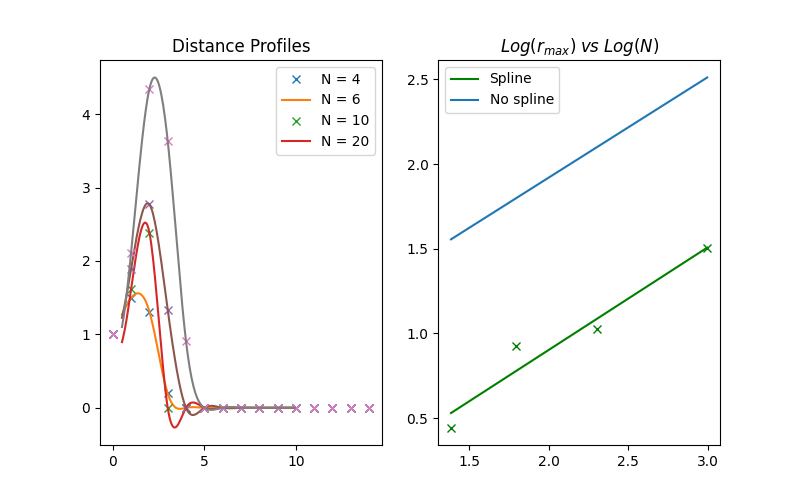 Distance Profiles
N = 4
N = 6
N = 10
N = 20
4
3
2
1
0
0 5 10
Log(r_max) vs Log(N)
Spline
No spline
2.5
2.0
1.5
1.0
0.5
1.5 2.0 2.5 3.0